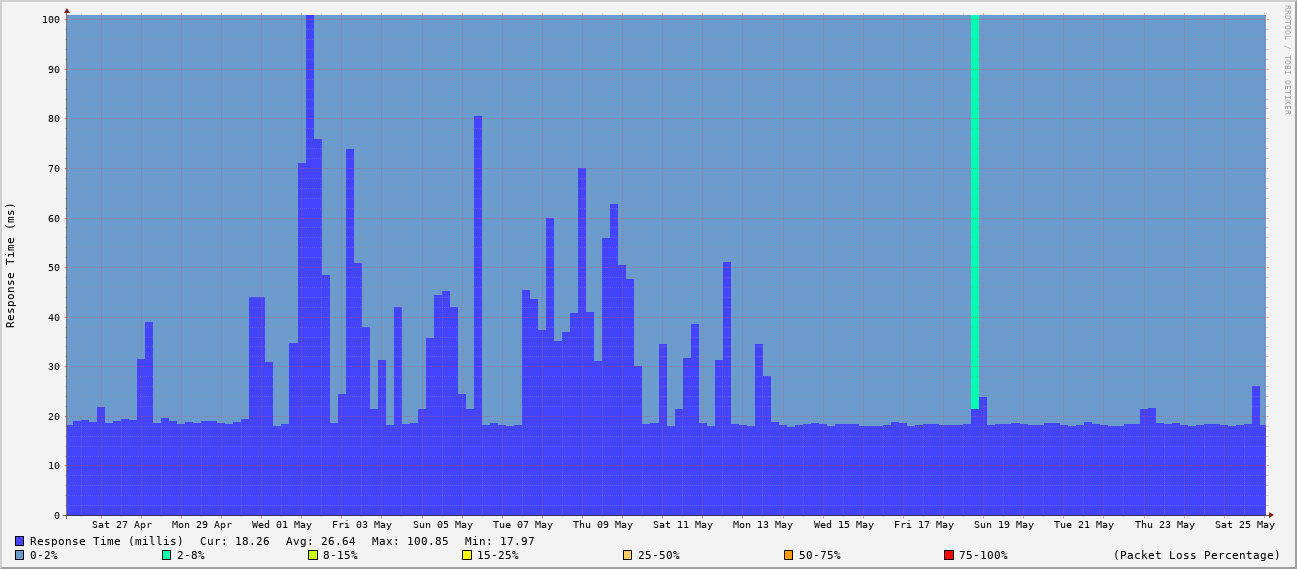 RRDTOOL / TOBI OETIKER
Response Time (ms)
100
90
80
70
60
50
40
30
20
10
0
Sat 27 Apr Mon 29 Apr Wed 01 May Fri 03 May Sun 05 May Tue 07 May Thu 09 May Sat 11 May Mon 13 May Wed 15 May Fri 17 May Sun 19 May Tue 21 May Thu 23 May Sat 25 May
Response Time (millis) Cur: 18.26 Avg: 26.64 Max: 100.85 Min: 17.97
0-2% 2-8% 8-15% 15-25% 25-50% 50-75% 75-100% (Packet Loss Percentage)